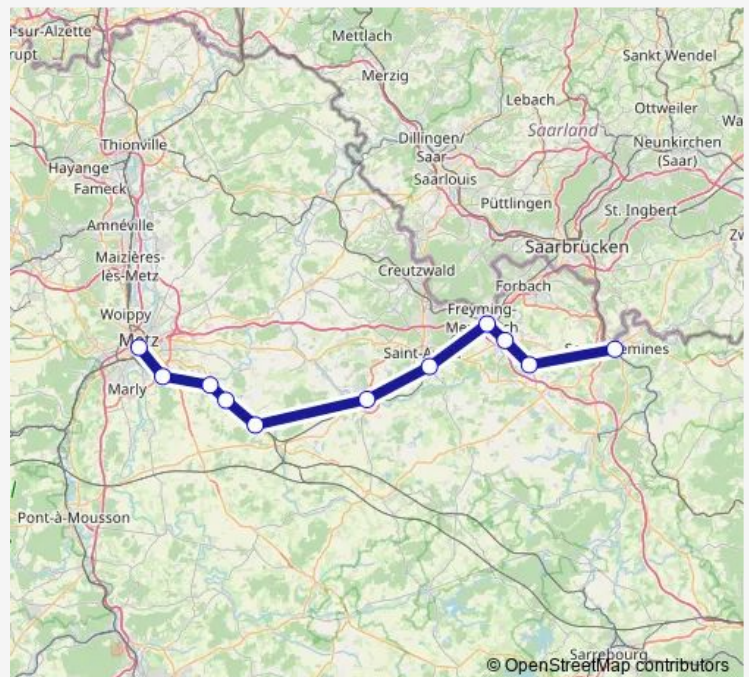 -sur-Alzette
rupt
Mettlach
Merzig
Sankt Wendel
Lebach
Ottweiler
Saarland
Thionville
Dillingen/
Saar
Neunkirchen
(Saar)
Hayange
Fameck
Saarlouis
Püttlingen
St. Ingbert
Amnéville
Saarbrücken
Maizières-
lès-Metz
Creutzwald
Forbach
Woippy
Freyming-
Metz
Marly
Pont-à-Mousson
Sarrebourg
© OpenStreetMap contributors